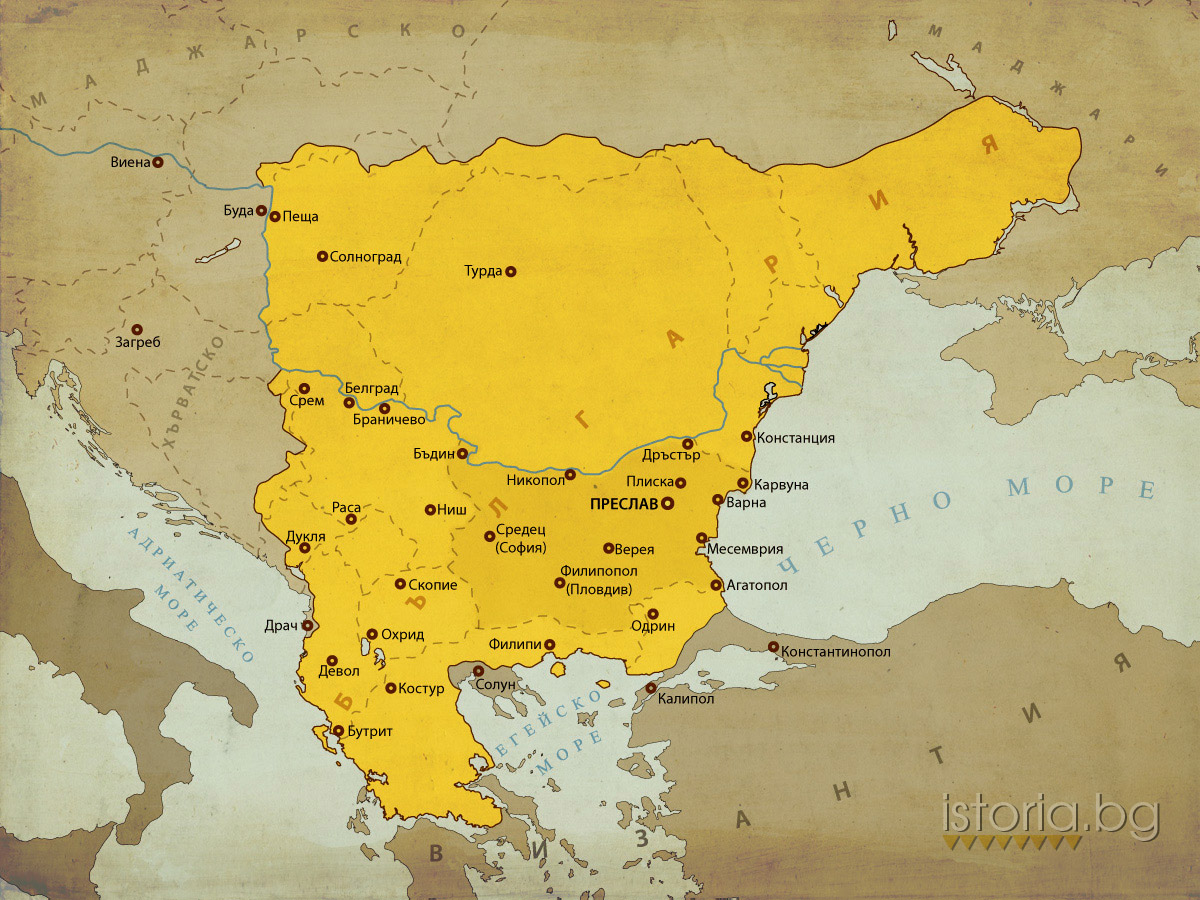 МАДЖАРСКО
МАДЖАРИ
Виена
БЪЛГАРИЯ
Буда
Пеща
Солноград
Турда
Загреб
ХЪРВАТСКО
Срем
Белград
Браничево
Бъдин
Никопол
Дръстър
Констанция
Плиска
Карвуна
ПРЕСЛАВ
Варна
Раса
Ниш
Средец
(София)
Дукля
Верея
Месемврия
ЧЕРНО МОРЕ
АДРИАТИЧЕСКО
МОРЕ
Скопие
Филипопол
(Пловдив)
Агатопол
Драч
Охрид
Одрин
Филипи
Константинопол
Девол
Костур
Солун
Калипол
ЕГЕЙСКО
МОРЕ
Бутрит
ВИЗАНТИЯ
istoria.bg